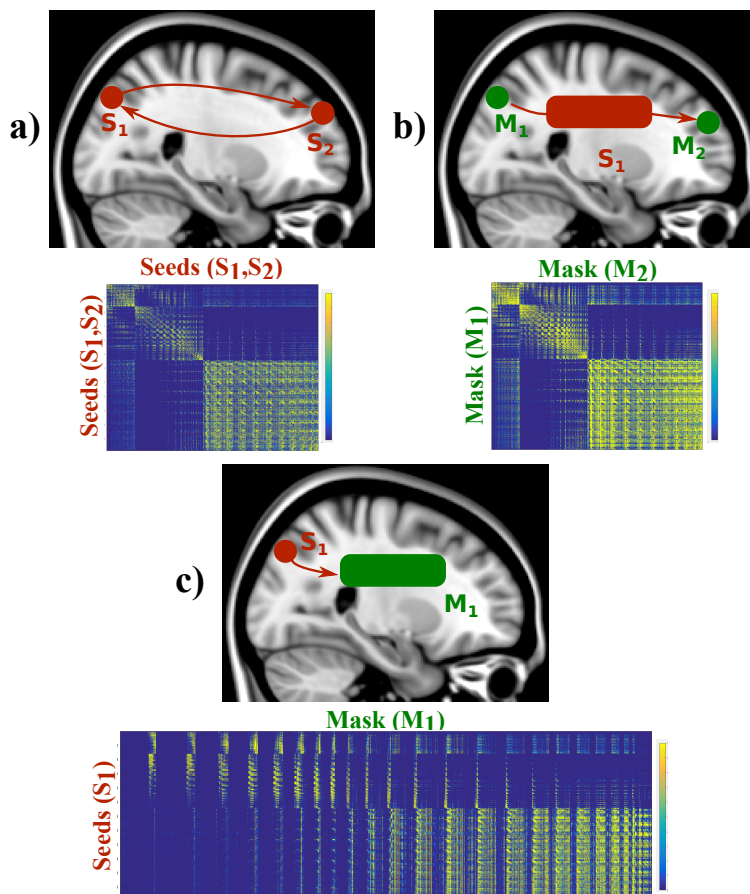 a)
S₁
S₂
Seeds (S₁,S₂)
Seeds (S₁,S₂)
b)
M₁
S₁
M₂
Mask (M₂)
Mask (M₁)
c)
S₁
M₁
Mask (M₁)
Seeds (S₁)